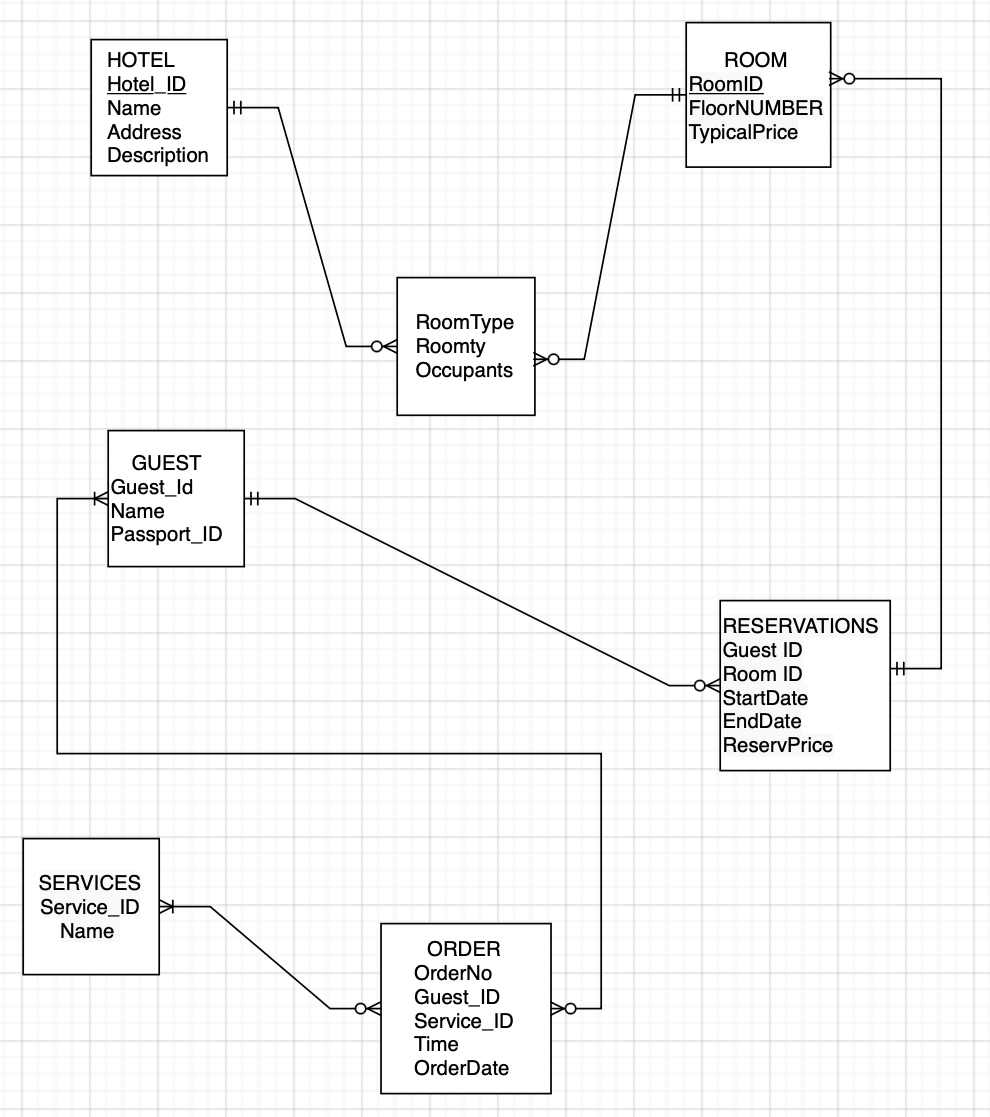 HOTEL
Hotel_ID
Name
Address
Description
ROOM
RoomID
FloorNUMBER
TypicalPrice
RoomType
Roomty
Occupants
GUEST
Guest_Id
Name
Passport_ID
RESERVATIONS
Guest ID
Room ID
StartDate
EndDate
ReservPrice
SERVICES
Service_ID
Name
ORDER
OrderNo
Guest_ID
Service_ID
Time
OrderDate